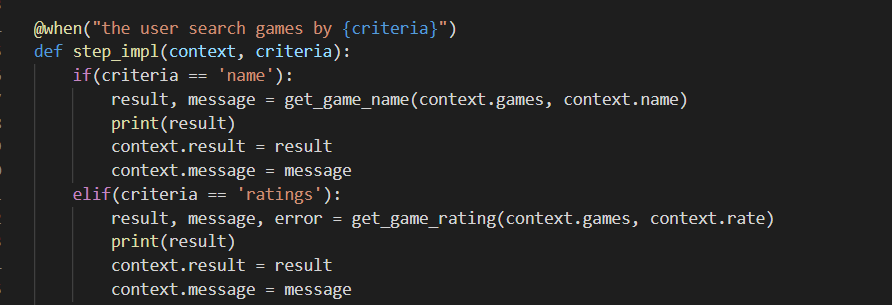 @when("the user search games by {criteria}")
def step_impl(context, criteria):
    if(criteria == 'name'):
        result, message = get_game_name(context.games, context.name)
        print(result)
        context.result = result
        context.message = message
    elif(criteria == 'ratings'):
        result, message, error = get_game_rating(context.games, context.rate)
        print(result)
        context.result = result
        context.message = message